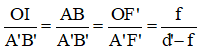 OI/A'B' = AB/A'B' = OF'/A'F' = f/(d'-f)